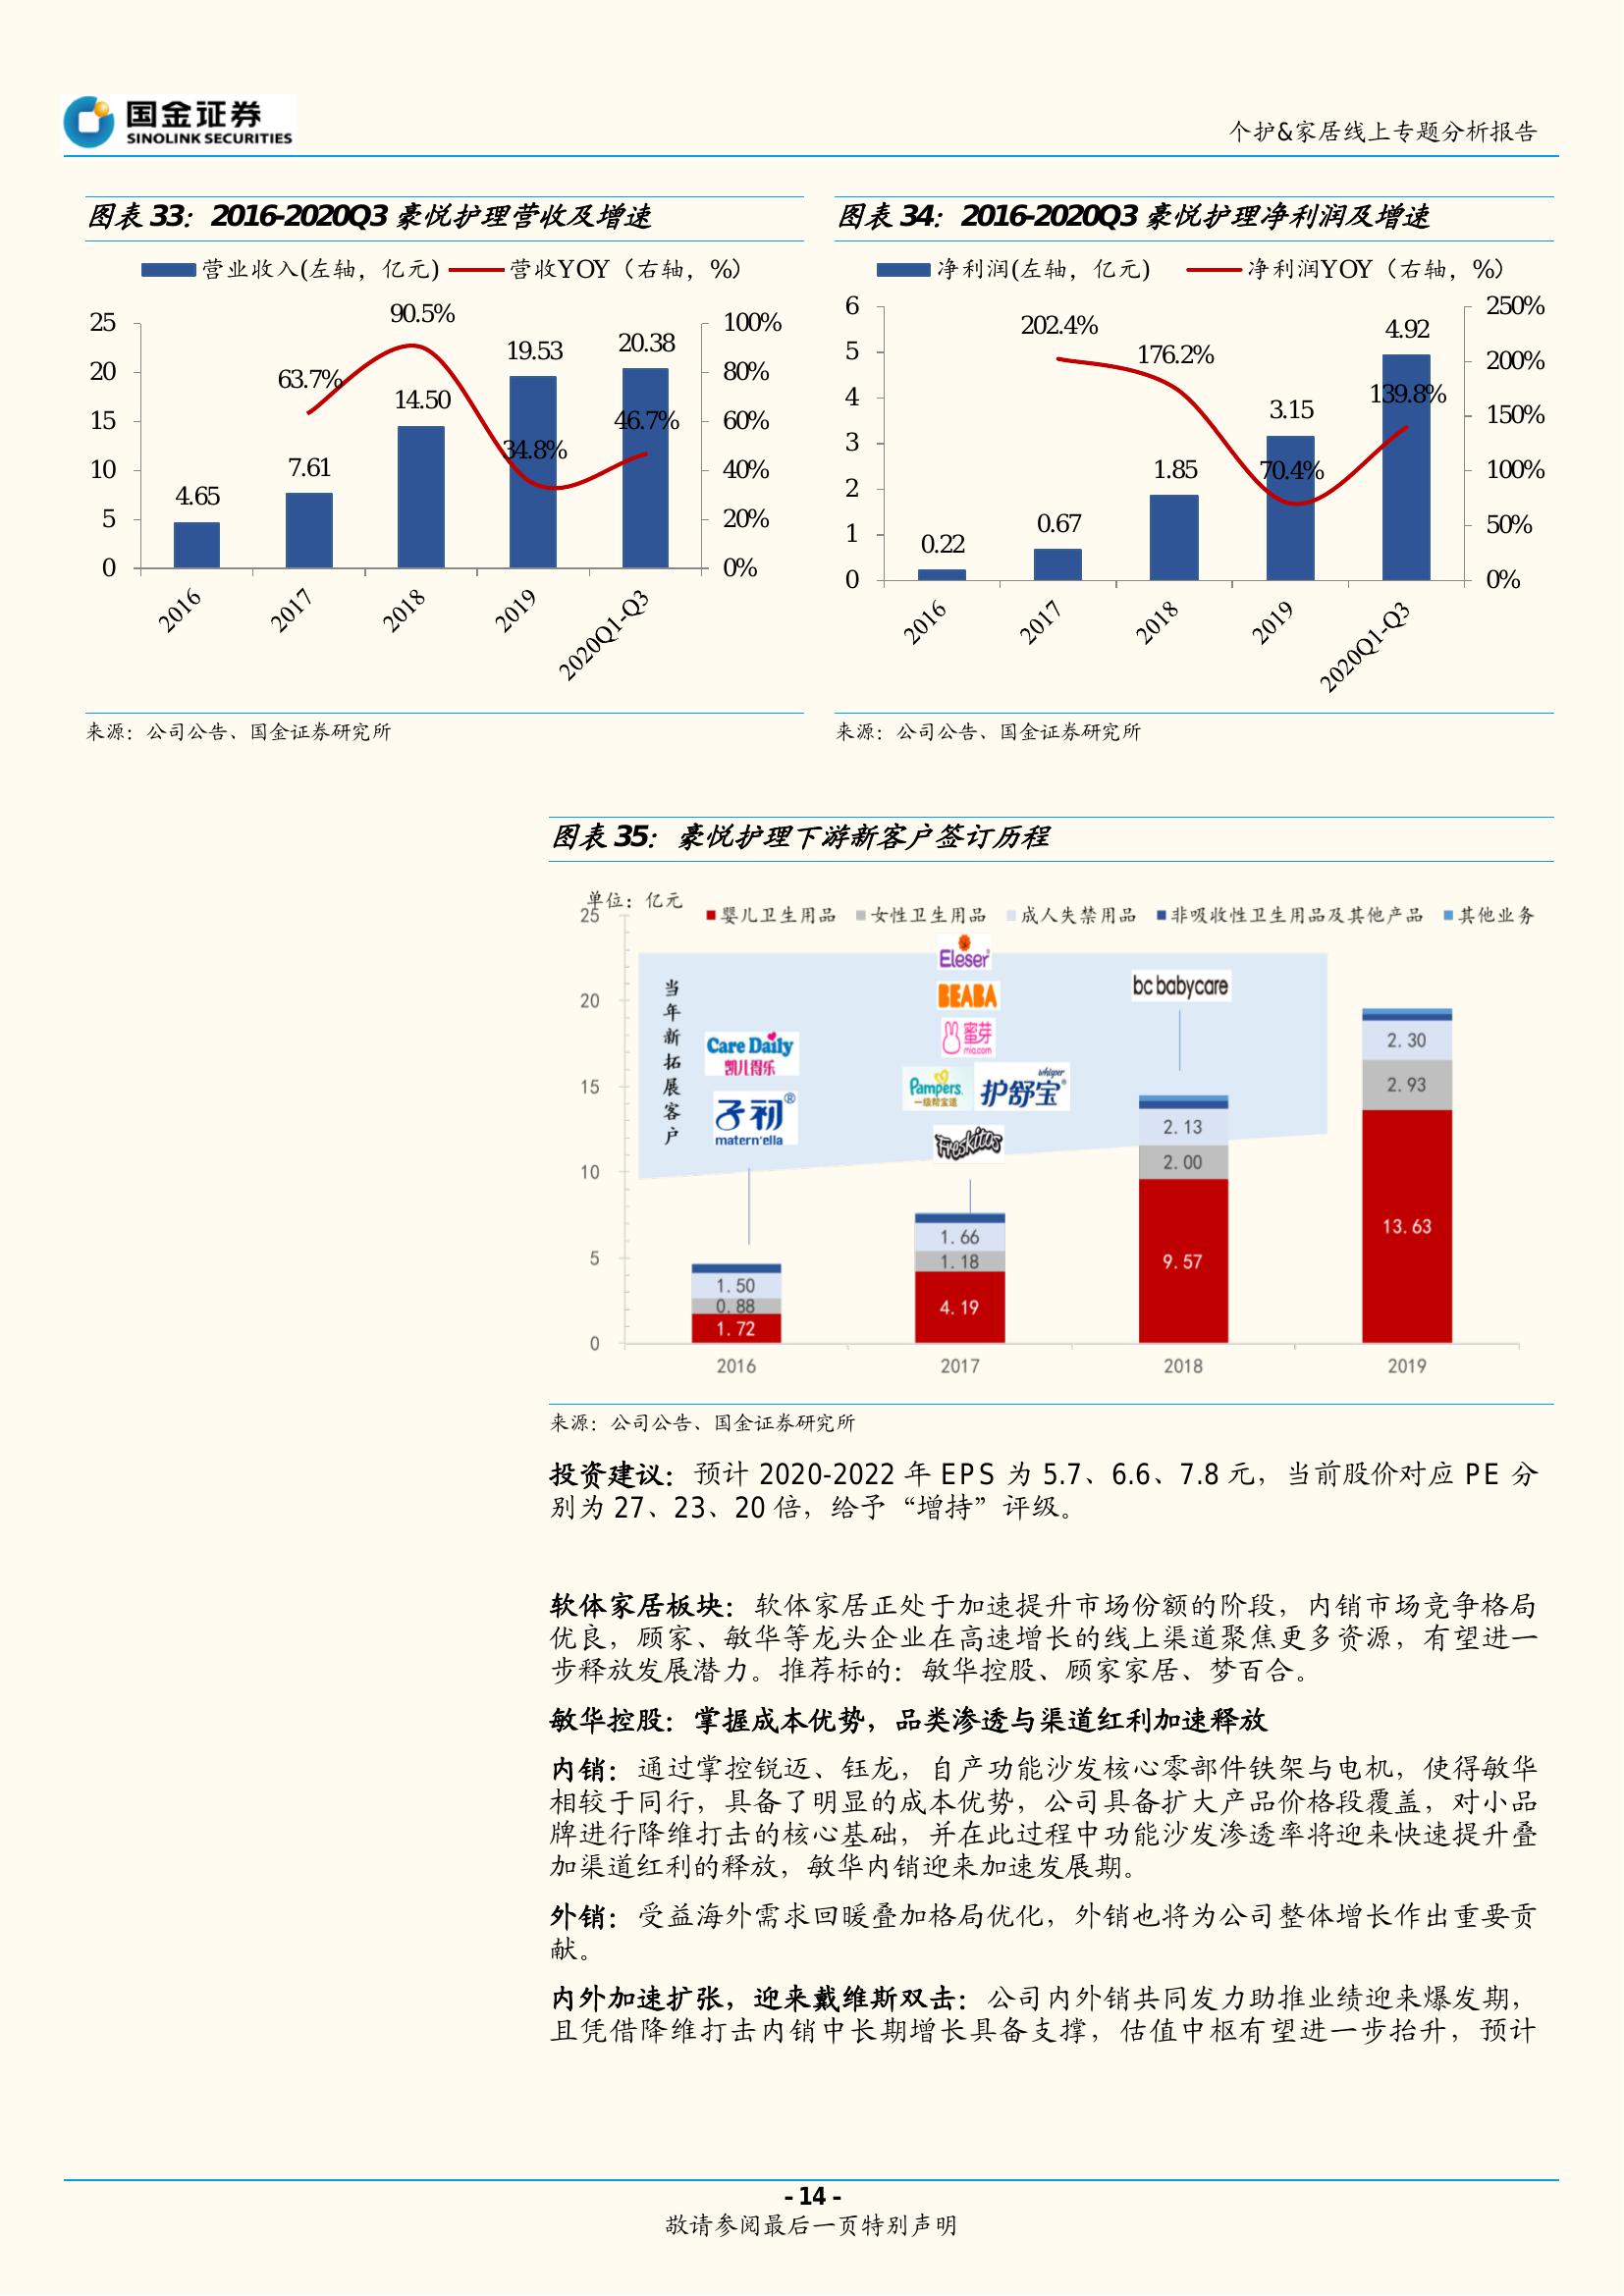 国金证券
SINOLINK SECURITIES
个护&家居线上专题分析报告
图表 33：2016-2020Q3 豪悦护理营收及增速
营业收入(左轴，亿元)
营收YOY（右轴，%）
25
20
15
10
5
0
100%
80%
60%
40%
20%
0%
4.65
7.61
14.50
19.53
20.38
63.7%
90.5%
34.8%
46.7%
2016
2017
2018
2019
2020Q1-Q3
来源：公司公告、国金证券研究所
图表 34：2016-2020Q3 豪悦护理净利润及增速
净利润(左轴，亿元)
净利润YOY（右轴，%）
6
5
4
3
2
1
0
250%
200%
150%
100%
50%
0%
0.22
0.67
1.85
3.15
4.92
202.4%
176.2%
70.4%
139.8%
2016
2017
2018
2019
2020Q1-Q3
来源：公司公告、国金证券研究所
图表 35：豪悦护理下游新客户签订历程
单位：亿元
婴儿卫生用品
女性卫生用品
成人失禁用品
非吸收性卫生用品及其他产品
其他业务
25
20
15
10
5
0
当年新拓展客户
Care Daily
凯儿得乐
子初®
matern'ella
Eleser
BEABA
蜜芽
mia.com
Pampers
一级帮宝适
whisper
护舒宝®
Freskitos
bc babycare
1.50
0.88
1.72
1.66
1.18
4.19
2.13
2.00
9.57
2.30
2.93
13.63
2016
2017
2018
2019
来源：公司公告、国金证券研究所
投资建议：预计 2020-2022 年 EPS 为 5.7、6.6、7.8 元，当前股价对应 PE 分
别为 27、23、20 倍，给予“增持”评级。
软体家居板块：软体家居正处于加速提升市场份额的阶段，内销市场竞争格局
优良，顾家、敏华等龙头企业在高速增长的线上渠道聚焦更多资源，有望进一
步释放发展潜力。推荐标的：敏华控股、顾家家居、梦百合。
敏华控股：掌握成本优势，品类渗透与渠道红利加速释放
内销：通过掌控锐迈、钰龙，自产功能沙发核心零部件铁架与电机，使得敏华
相较于同行，具备了明显的成本优势，公司具备扩大产品价格段覆盖，对小品
牌进行降维打击的核心基础，并在此过程中功能沙发渗透率将迎来快速提升叠
加渠道红利的释放，敏华内销迎来加速发展期。
外销：受益海外需求回暖叠加格局优化，外销也将为公司整体增长作出重要贡
献。
内外加速扩张，迎来戴维斯双击：公司内外销共同发力助推业绩迎来爆发期，
且凭借降维打击内销中长期增长具备支撑，估值中枢有望进一步抬升，预计
- 14 -
敬请参阅最后一页特别声明